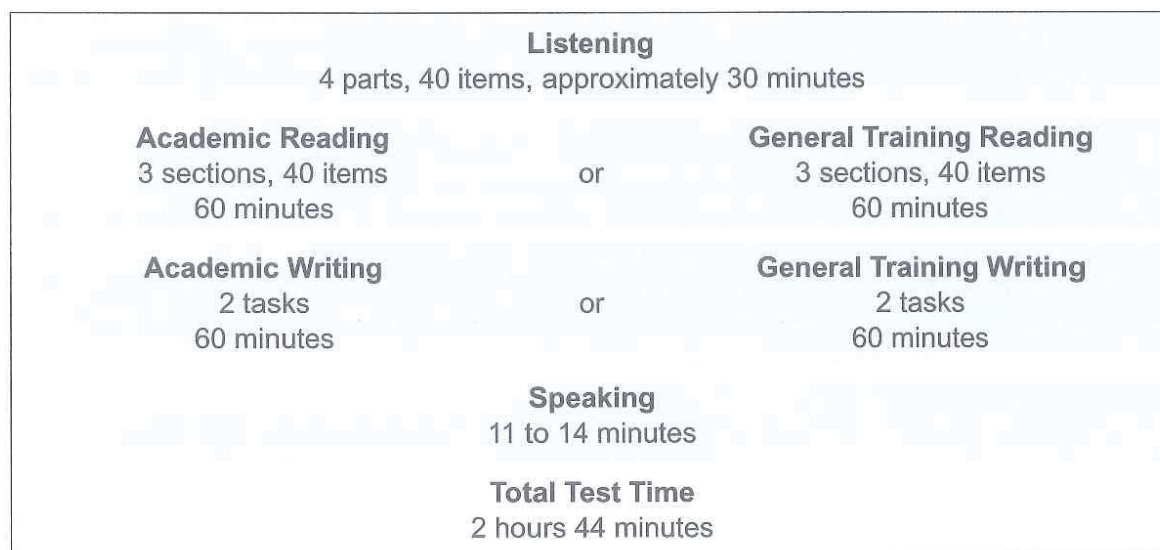 Listening
4 parts, 40 items, approximately 30 minutes
Academic Reading
3 sections, 40 items
60 minutes
or
General Training Reading
3 sections, 40 items
60 minutes
Academic Writing
2 tasks
60 minutes
or
General Training Writing
2 tasks
60 minutes
Speaking
11 to 14 minutes
Total Test Time
2 hours 44 minutes